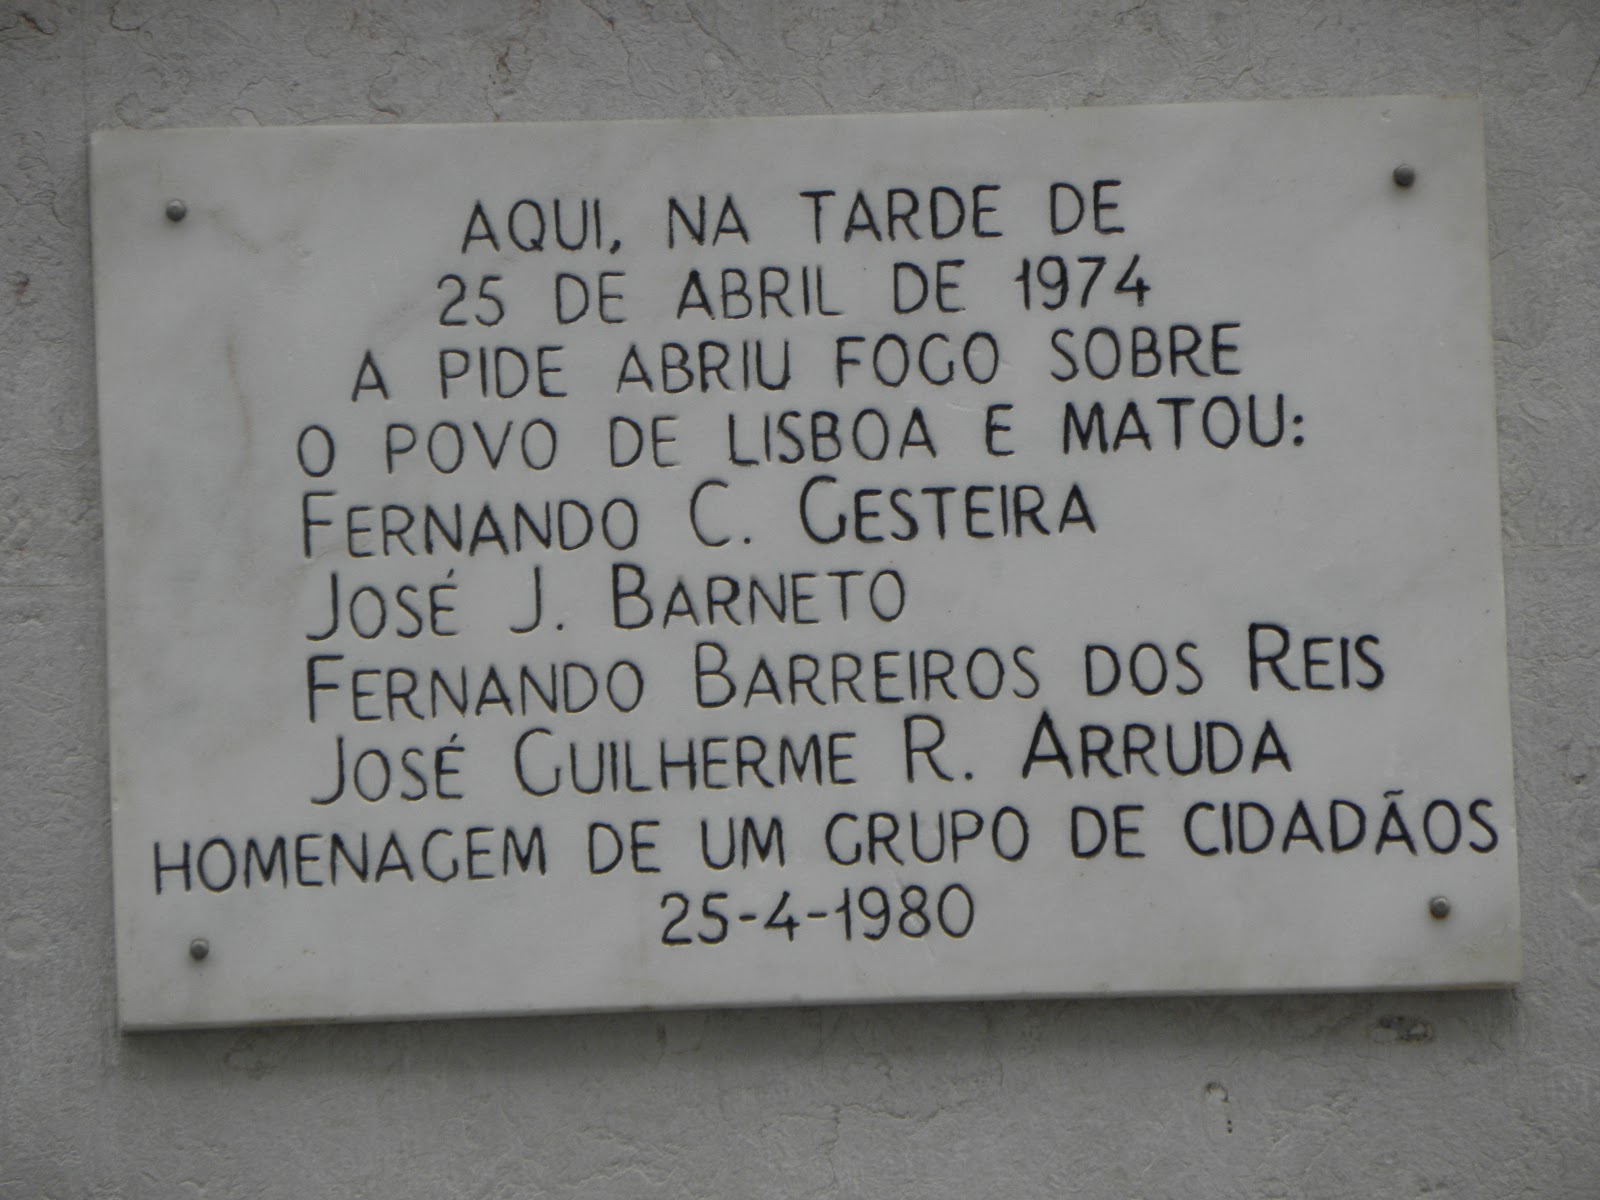 AQUI, NA TARDE DE
25 DE ABRIL DE 1974
A PIDE ABRIU FOGO SOBRE
O POVO DE LISBOA E MATOU:
FERNANDO C. GESTEIRA
JOSÉ J. BARNETO
FERNANDO BARREIROS DOS REIS
JOSÉ GUILHERME R. ARRUDA
HOMENAGEM DE UM GRUPO DE CIDADÃOS
25-4-1980